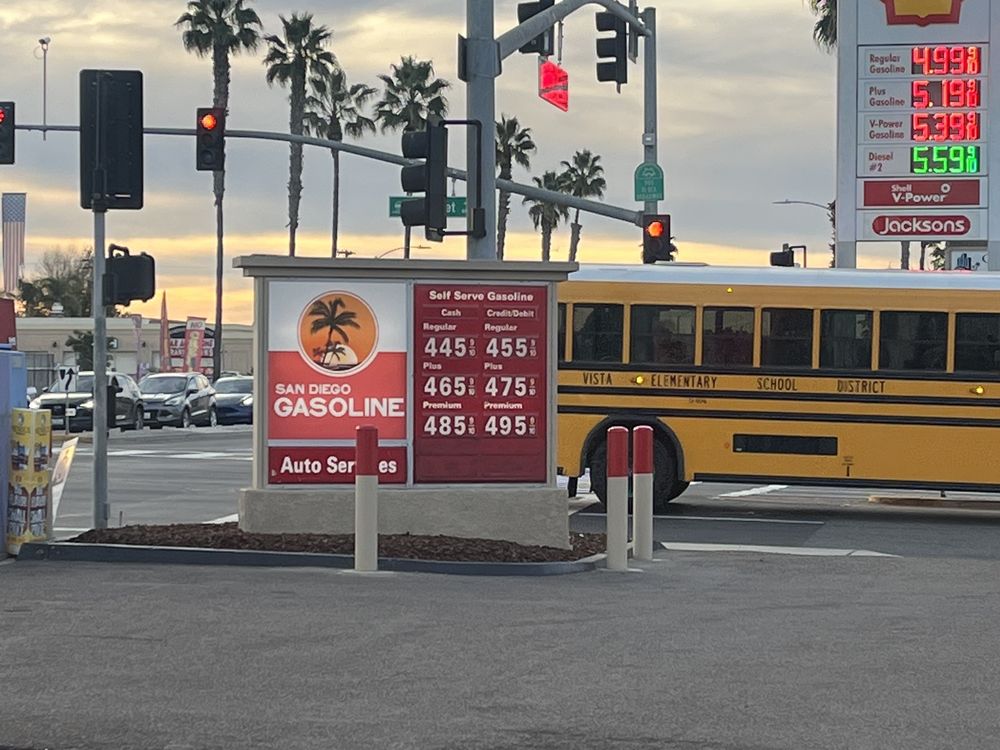 Regular Gasoline 4.99 9/10
Plus Gasoline 5.19 9/10
V-Power Gasoline 5.39 9/10
Diesel #2 5.59 9/10
Shell V-Power
Jacksons
SAN DIEGO
GASOLINE
Auto Ser es
Self Serve Gasoline
Cash Credit/Debit
Regular Regular
445 9/10 455 9/10
Plus Plus
465 9/10 475 9/10
Premium Premium
485 9/10 495 9/10
VISTA ELEMENTARY SCHOOL DISTRICT